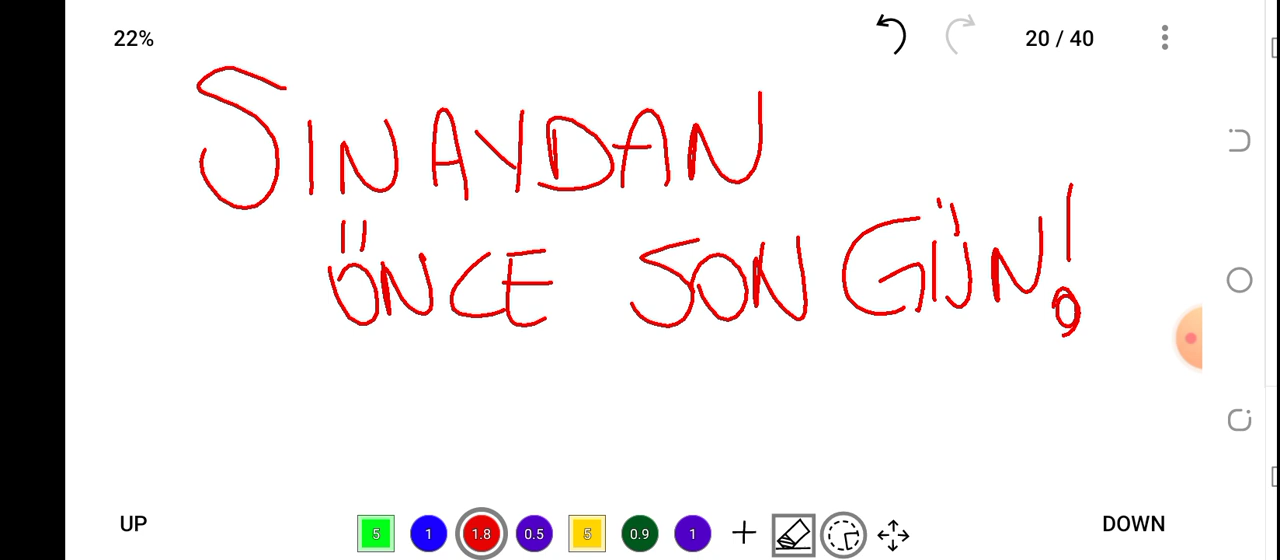 22%
20 / 40
SINAYDAN
ÖNCE SON GÜN!
5 1 1.8 0.5 5 0.9 1
UP
DOWN